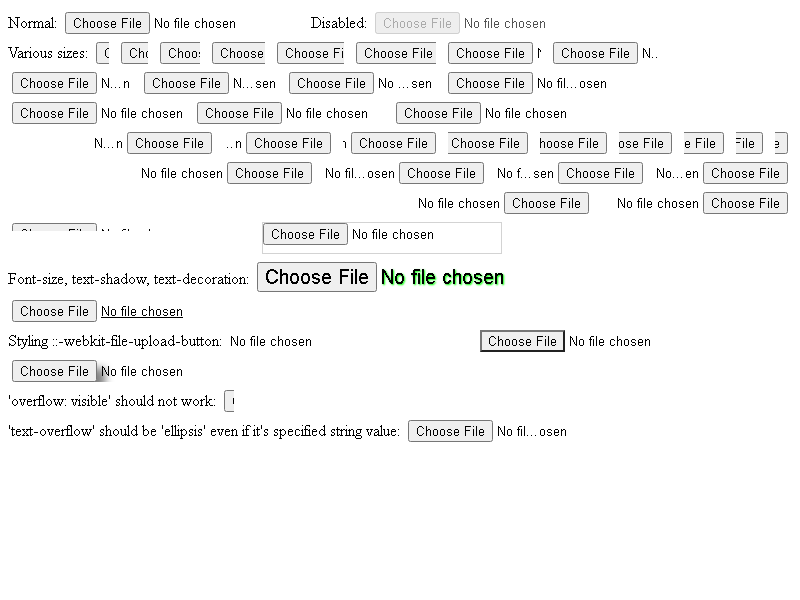 Normal: Choose File No file chosen Disabled: Choose File No file chosen
Various sizes: Choose Choose Fi Choose File Choose File Choose File N..
Choose File N...n Choose File N...sen Choose File No ...sen Choose File No fil...osen
Choose File No file chosen Choose File No file chosen Choose File No file chosen
N...n Choose File ..n Choose File Choose File Choose File hoose File ose File e File File e
No file chosen Choose File No fil...osen Choose File No f...sen Choose File No...en Choose File
No file chosen Choose File No file chosen Choose File
Choose File No file chosen
Font-size, text-shadow, text-decoration: Choose File No file chosen
Choose File No file chosen
Styling ::-webkit-file-upload-button: No file chosen Choose File No file chosen
Choose File No file chosen
'overflow: visible' should not work:
'text-overflow' should be 'ellipsis' even if it's specified string value: Choose File No fil...osen